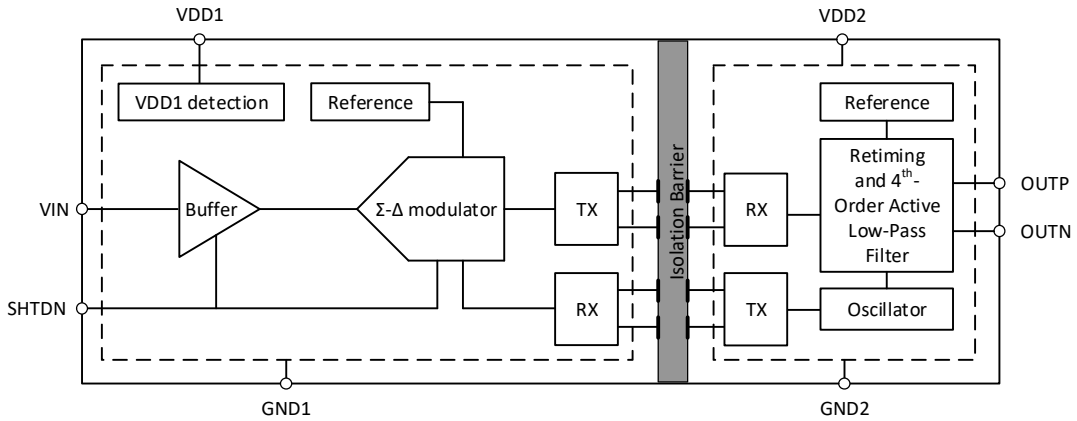 VDD1
VDD2
VDD1 detection
Reference
Reference
VIN
Buffer
Σ-Δ modulator
TX
Isolation Barrier
RX
Retiming
and 4th-
Order Active
Low-Pass
Filter
OUTP
OUTN
SHTDN
RX
TX
Oscillator
GND1
GND2